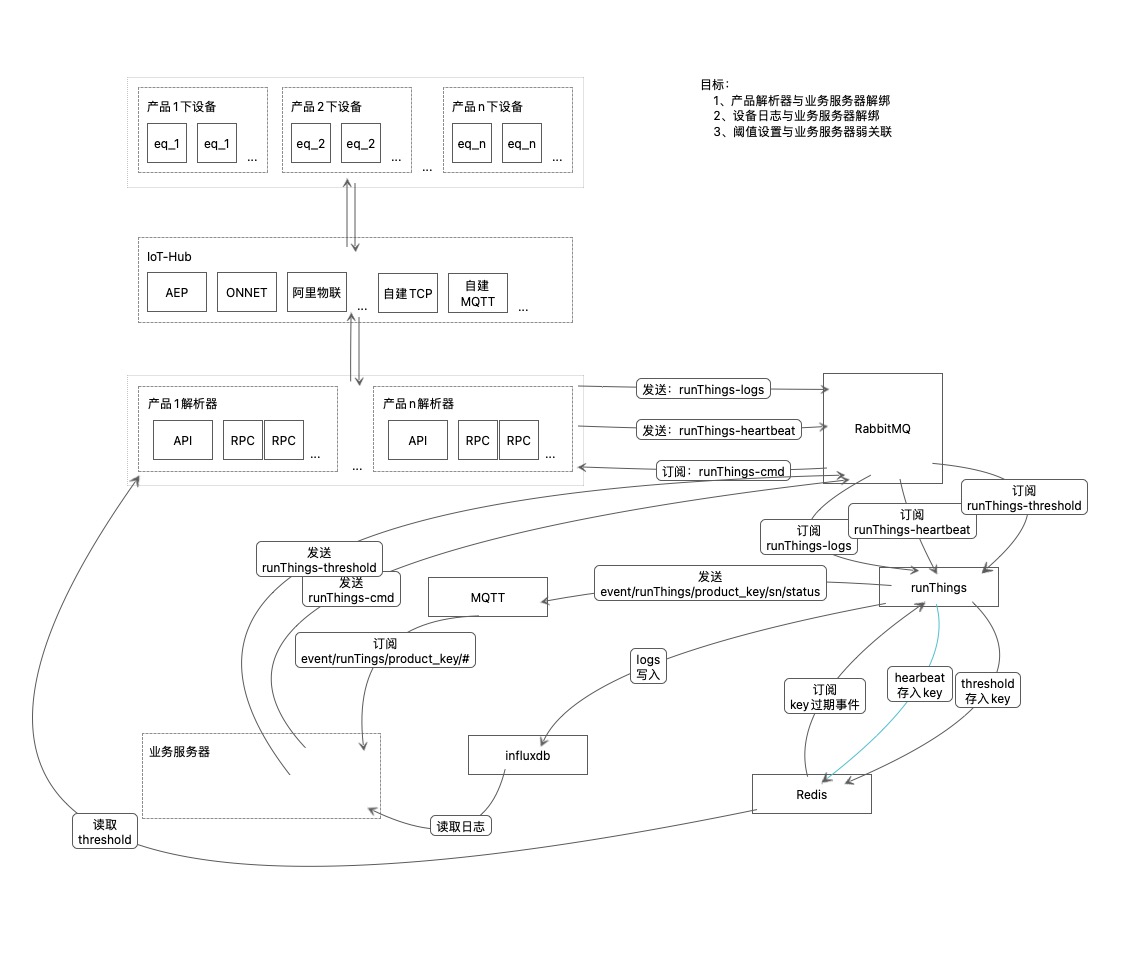 目标：
1、产品解析器与业务服务器解绑
2、设备日志与业务服务器解绑
3、阈值设置与业务服务器弱关联
产品1下设备
eq_1
eq_1
...
产品2下设备
eq_2
eq_2
...
...
产品n下设备
eq_n
eq_n
...
IoT-Hub
AEP
ONNET
阿里物联
...
自建TCP
自建
MQTT
...
产品1解析器
API
RPC
RPC
...
...
产品n解析器
API
RPC
RPC
...
发送：runThings-logs
发送：runThings-heartbeat
订阅：runThings-cmd
RabbitMQ
订阅
runThings-threshold
订阅
runThings-heartbeat
订阅
runThings-logs
发送
runThings-threshold
发送
runThings-cmd
MQTT
发送
event/runThings/product_key/sn/status
runThings
订阅
event/runTings/product_key/#
logs
写入
订阅
key过期事件
hearbeat
存入key
threshold
存入key
业务服务器
influxdb
Redis
读取日志
读取
threshold